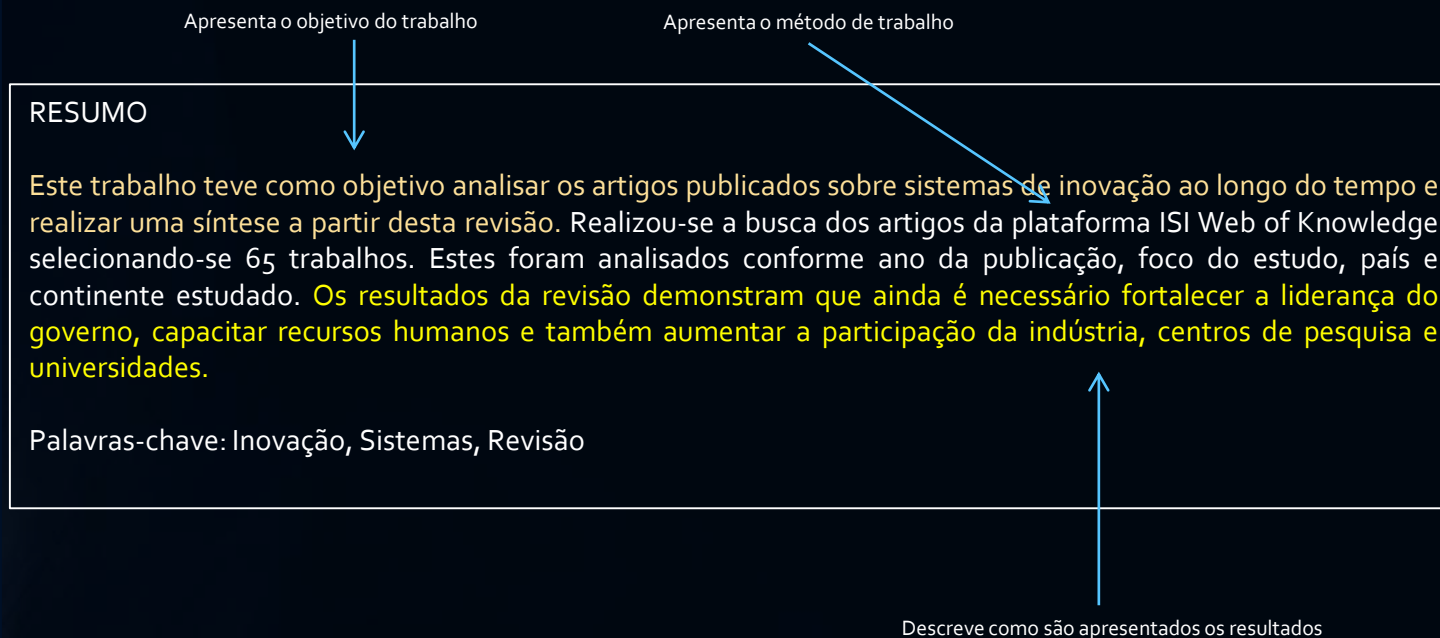 Apresenta o objetivo do trabalho
Apresenta o método de trabalho
RESUMO
Este trabalho teve como objetivo analisar os artigos publicados sobre sistemas de inovação ao longo do tempo e
realizar uma síntese a partir desta revisão. Realizou-se a busca dos artigos da plataforma ISI Web of Knowledge
selecionando-se 65 trabalhos. Estes foram analisados conforme ano da publicação, foco do estudo, país e
continente estudado. Os resultados da revisão demonstram que ainda é necessário fortalecer a liderança do
governo, capacitar recursos humanos e também aumentar a participação da indústria, centros de pesquisa e
universidades.
Palavras-chave: Inovação, Sistemas, Revisão
Descreve como são apresentados os resultados